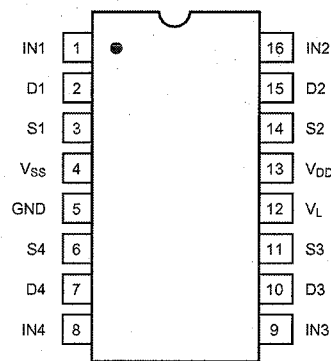 IN1 1 16 IN2
D1 2 15 D2
S1 3 14 S2
VSS 4 13 VDD
GND 5 12 VL
S4 6 11 S3
D4 7 10 D3
IN4 8 9 IN3